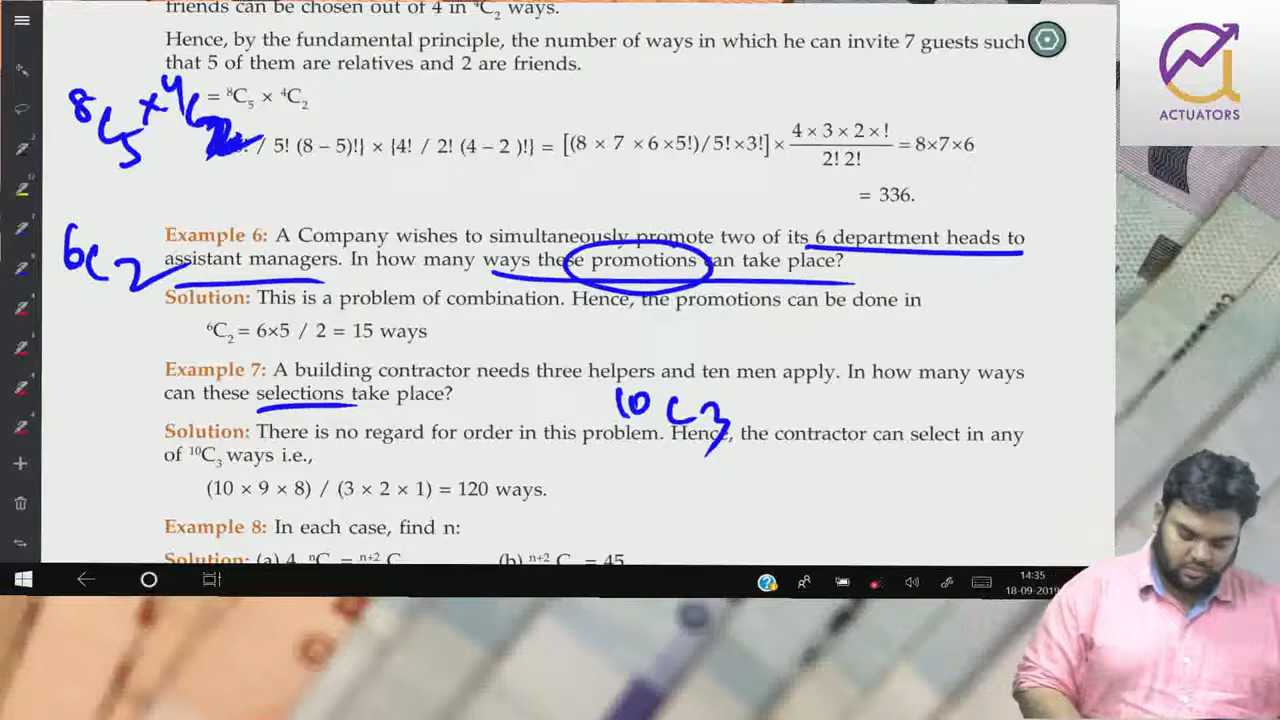 friends can be chosen out of 4 in ⁴C₂ ways.
Hence, by the fundamental principle, the number of ways in which he can invite 7 guests such
that 5 of them are relatives and 2 are friends.
= ⁸C₅ × ⁴C₂
8C5 × 4C2
/ 5! (8 – 5)!} × {4! / 2! (4 – 2 )!} = [(8 × 7 × 6 × 5!)/5! × 3!] × 4 × 3 × 2 × ! / 2! 2! = 8×7×6
= 336.
Example 6: A Company wishes to simultaneously promote two of its 6 department heads to
assistant managers. In how many ways these promotions can take place?
6C2
Solution: This is a problem of combination. Hence, the promotions can be done in
⁶C₂ = 6×5 / 2 = 15 ways
Example 7: A building contractor needs three helpers and ten men apply. In how many ways
can these selections take place?
10 C3
Solution: There is no regard for order in this problem. Hence, the contractor can select in any
of ¹⁰C₃ ways i.e.,
(10 × 9 × 8) / (3 × 2 × 1) = 120 ways.
Example 8: In each case, find n:
Solution: (a) 4. ⁿC = ⁿ⁺² C (b) ⁿ⁺² C = 45
14:35
18-09-2019
ACTUATORS